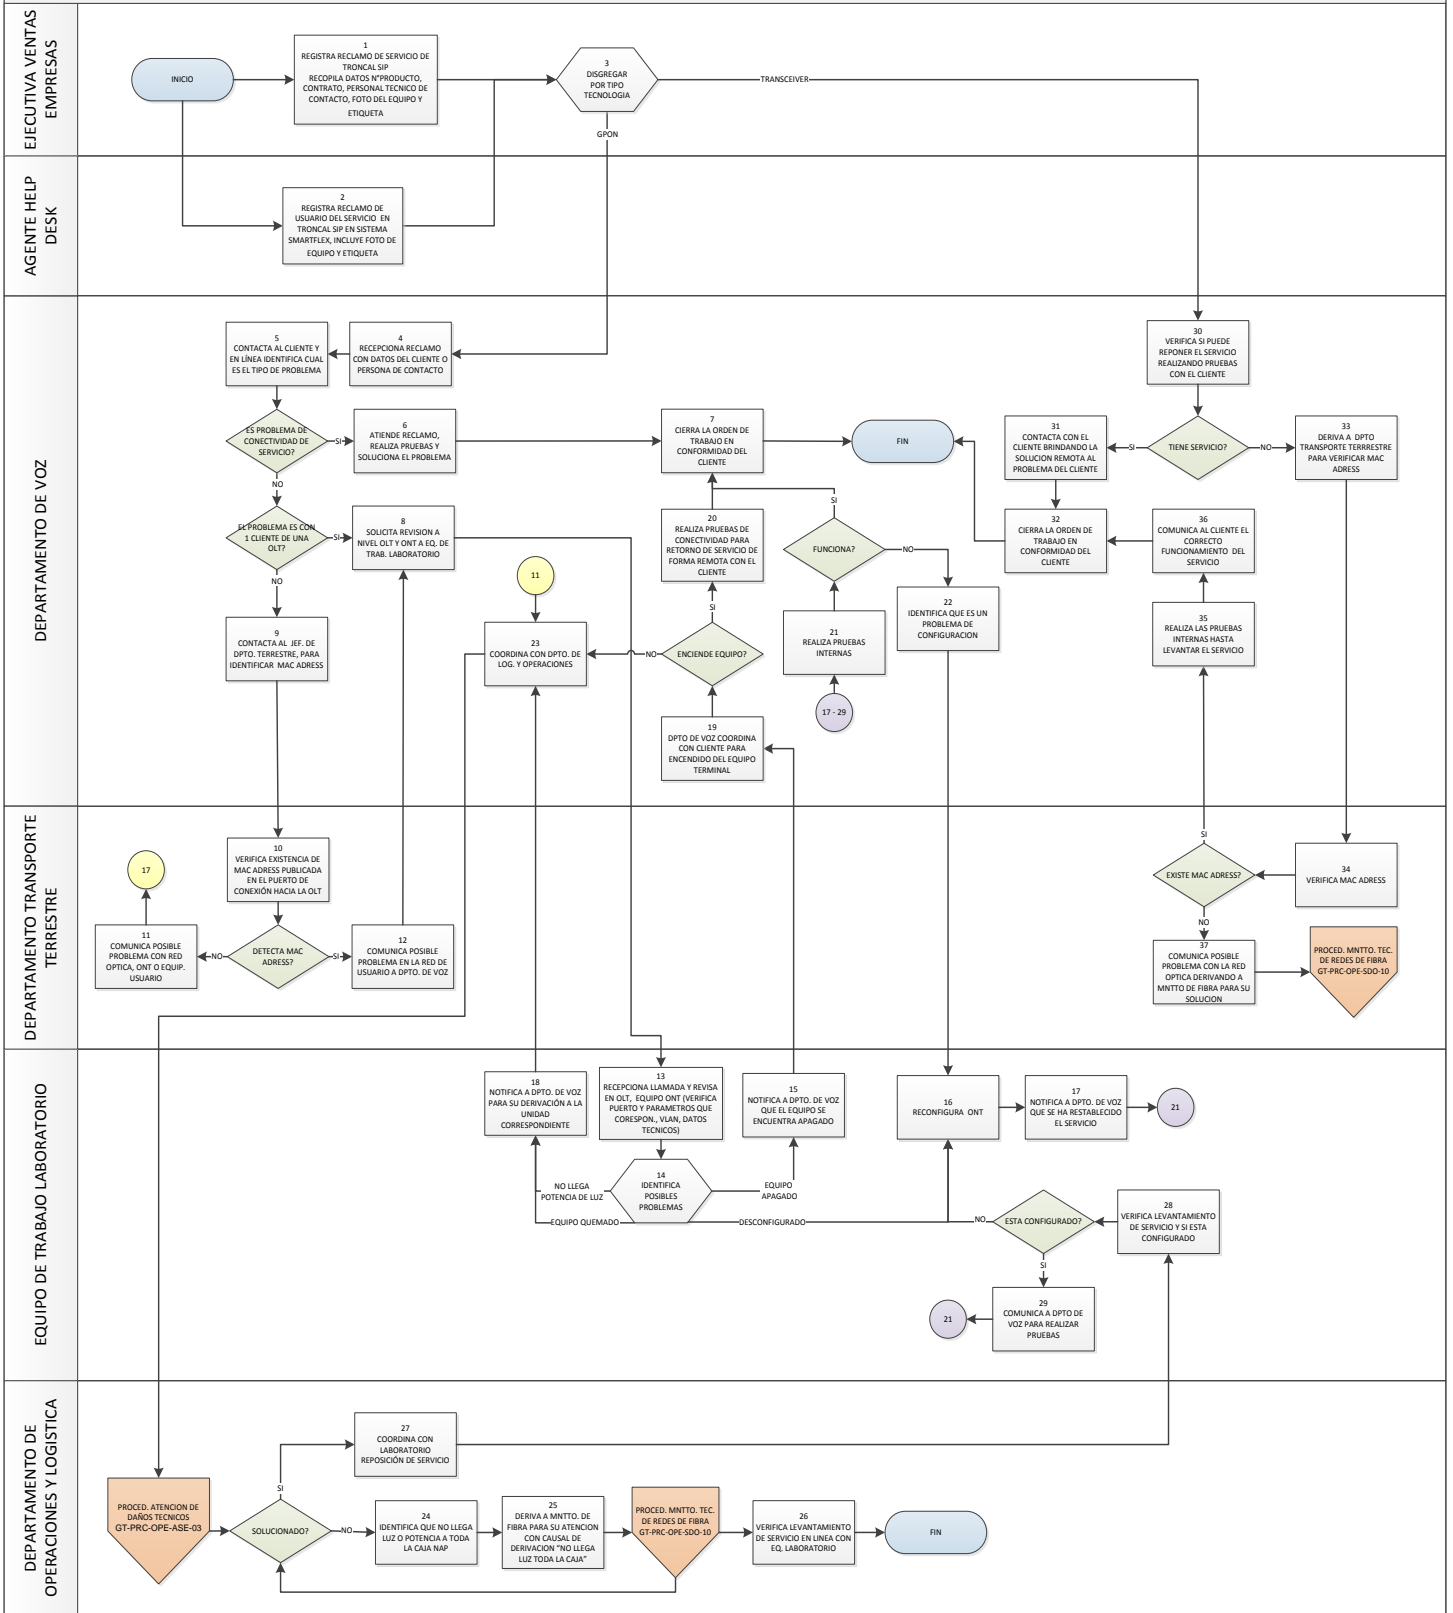 EJECUTIVA VENTAS
EMPRESAS
INICIO
1
REGISTRA RECLAMO DE SERVICIO DE
TRONCAL SIP
RECOPILA DATOS N°PRODUCTO,
CONTRATO, PERSONAL TECNICO DE
CONTACTO, FOTO DEL EQUIPO Y
ETIQUETA
3
DISGREGAR
POR TIPO
TECNOLOGIA
TRANSCEIVER
GPON
AGENTE HELP
DESK
2
REGISTRA RECLAMO DE
USUARIO DEL SERVICIO EN
TRONCAL SIP EN SISTEMA
SMARTFLEX, INCLUYE FOTO DE
EQUIPO Y ETIQUETA
DEPARTAMENTO DE VOZ
5
CONTACTA AL CLIENTE Y
EN LÍNEA IDENTIFICA CUAL
ES EL TIPO DE PROBLEMA
4
RECEPCIONA RECLAMO
CON DATOS DEL CLIENTE O
PERSONA DE CONTACTO
30
VERIFICA SI PUEDE
REPONER EL SERVICIO
REALIZANDO PRUEBAS
CON EL CLIENTE
ES PROBLEMA DE
CONECTIVIDAD DE
SERVICIO?
SI
6
ATIENDE RECLAMO,
REALIZA PRUEBAS Y
SOLUCIONA EL PROBLEMA
7
CIERRA LA ORDEN DE
TRABAJO EN
CONFORMIDAD DEL
CLIENTE
FIN
31
CONTACTA CON EL
CLIENTE BRINDANDO LA
SOLUCION REMOTA AL
PROBLEMA DEL CLIENTE
SI
TIENE SERVICIO?
NO
33
DERIVA A DPTO
TRANSPORTE TERRRESTRE
PARA VERIFICAR MAC
ADRESS
NO
EL PROBLEMA ES CON
1 CLIENTE DE UNA
OLT?
SI
8
SOLICITA REVISION A
NIVEL OLT Y ONT A EQ. DE
TRAB. LABORATORIO
20
REALIZA PRUEBAS DE
CONECTIVIDAD PARA
RETORNO DE SERVICIO DE
FORMA REMOTA CON EL
CLIENTE
SI
FUNCIONA?
NO
32
CIERRA LA ORDEN DE
TRABAJO EN
CONFORMIDAD DEL
CLIENTE
36
COMUNICA AL CLIENTE EL
CORRECTO
FUNCIONAMIENTO DEL
SERVICIO
NO
11
22
IDENTIFICA QUE ES UN
PROBLEMA DE
CONFIGURACION
9
CONTACTA AL JEF. DE
DPTO. TERRESTRE, PARA
IDENTIFICAR MAC ADRESS
23
COORDINA CON DPTO. DE
LOG. Y OPERACIONES
NO
SI
ENCIENDE EQUIPO?
21
REALIZA PRUEBAS
INTERNAS
35
REALIZA LAS PRUEBAS
INTERNAS HASTA
LEVANTAR EL SERVICIO
17 - 29
19
DPTO DE VOZ COORDINA
CON CLIENTE PARA
ENCENDIDO DEL EQUIPO
TERMINAL
DEPARTAMENTO TRANSPORTE
TERRESTRE
10
VERIFICA EXISTENCIA DE
MAC ADRESS PUBLICADA
EN EL PUERTO DE
CONEXIÓN HACIA LA OLT
17
SI
EXISTE MAC ADRESS?
34
VERIFICA MAC ADRESS
11
COMUNICA POSIBLE
PROBLEMA CON RED
OPTICA, ONT O EQUIP.
USUARIO
NO
DETECTA MAC
ADRESS?
SI
12
COMUNICA POSIBLE
PROBLEMA EN LA RED DE
USUARIO A DPTO. DE VOZ
NO
37
COMUNICA POSIBLE
PROBLEMA CON LA RED
OPTICA DERIVANDO A
MNTTO DE FIBRA PARA SU
SOLUCION
PROCED. MNTTO. TEC.
DE REDES DE FIBRA
GT-PRC-OPE-SDO-10
EQUIPO DE TRABAJO LABORATORIO
18
NOTIFICA A DPTO. DE VOZ
PARA SU DERIVACIÓN A LA
UNIDAD
CORRESPONDIENTE
13
RECEPCIONA LLAMADA Y REVISA
EN OLT, EQUIPO ONT (VERIFICA
PUERTO Y PARAMETROS QUE
CORESPON., VLAN, DATOS
TECNICOS)
15
NOTIFICA A DPTO. DE VOZ
QUE EL EQUIPO SE
ENCUENTRA APAGADO
16
RECONFIGURA ONT
17
NOTIFICA A DPTO. DE VOZ
QUE SE HA RESTABLECIDO
EL SERVICIO
21
NO LLEGA
POTENCIA DE LUZ
14
IDENTIFICA
POSIBLES
PROBLEMAS
EQUIPO
APAGADO
EQUIPO QUEMADO
DESCONFIGURADO
NO
ESTA CONFIGURADO?
28
VERIFICA LEVANTAMIENTO
DE SERVICIO Y SI ESTA
CONFIGURADO
SI
21
29
COMUNICA A DPTO DE
VOZ PARA REALIZAR
PRUEBAS
DEPARTAMENTO DE
OPERACIONES Y LOGISTICA
27
COORDINA CON
LABORATORIO
REPOSICIÓN DE SERVICIO
SI
PROCED. ATENCION DE
DAÑOS TECNICOS
GT-PRC-OPE-ASE-03
SOLUCIONADO?
NO
24
IDENTIFICA QUE NO LLEGA
LUZ O POTENCIA A TODA
LA CAJA NAP
25
DERIVA A MNTTO. DE
FIBRA PARA SU ATENCION
CON CAUSAL DE
DERIVACION "NO LLEGA
LUZ TODA LA CAJA"
PROCED. MNTTO. TEC.
DE REDES DE FIBRA
GT-PRC-OPE-SDO-10
26
VERIFICA LEVANTAMIENTO
DE SERVICIO EN LINEA CON
EQ. LABORATORIO
FIN